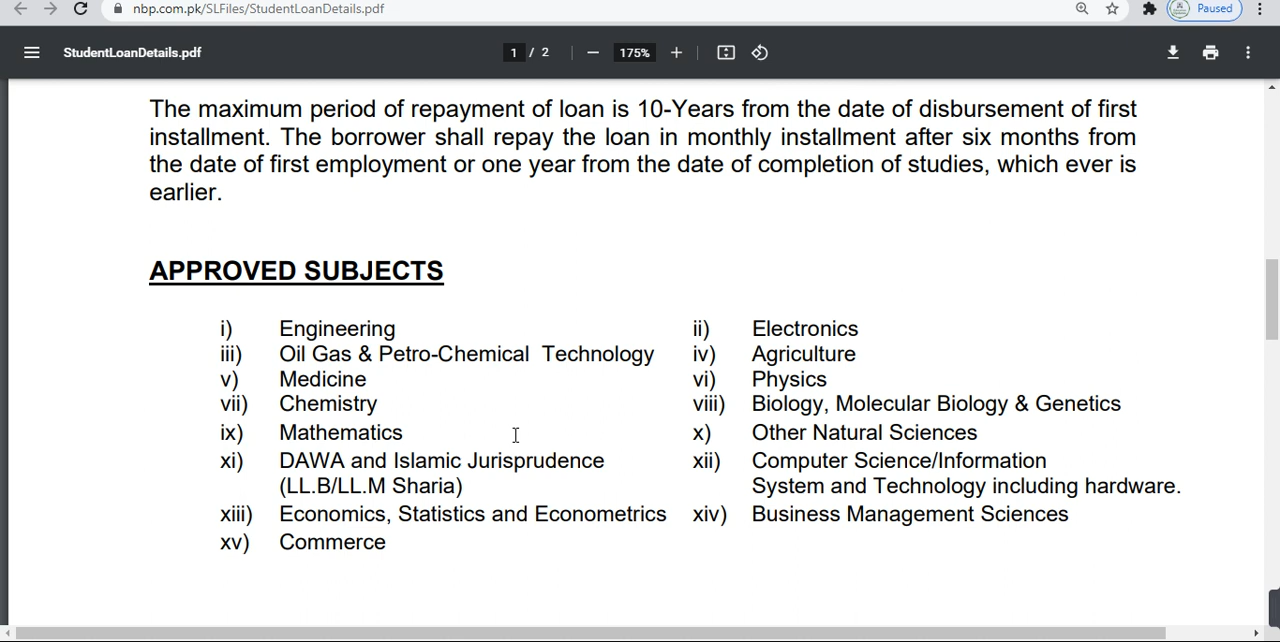 nbp.com.pk/SLFiles/StudentLoanDetails.pdf
Paused
StudentLoanDetails.pdf
1 / 2
175%
The maximum period of repayment of loan is 10-Years from the date of disbursement of first
installment. The borrower shall repay the loan in monthly installment after six months from
the date of first employment or one year from the date of completion of studies, which ever is
earlier.
APPROVED SUBJECTS
i) Engineering ii) Electronics
iii) Oil Gas & Petro-Chemical Technology iv) Agriculture
v) Medicine vi) Physics
vii) Chemistry viii) Biology, Molecular Biology & Genetics
ix) Mathematics x) Other Natural Sciences
xi) DAWA and Islamic Jurisprudence xii) Computer Science/Information
(LL.B/LL.M Sharia) System and Technology including hardware.
xiii) Economics, Statistics and Econometrics xiv) Business Management Sciences
xv) Commerce